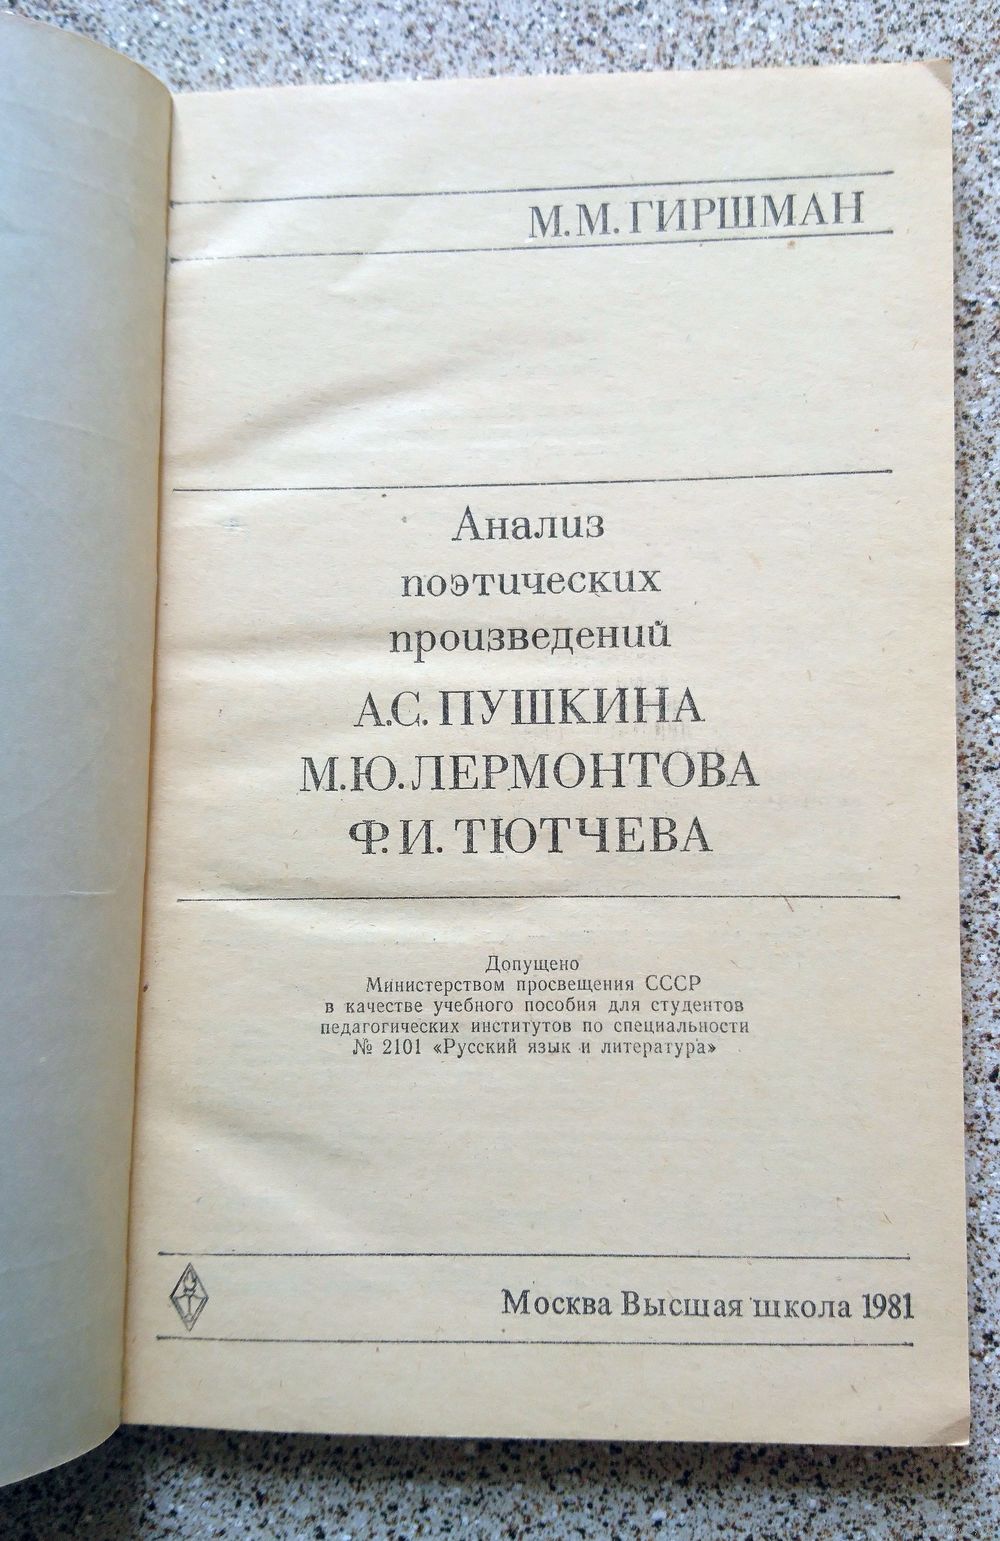 М.М.ГИРШМАН
Анализ
поэтических
произведений
А.С.ПУШКИНА
М.Ю.ЛЕРМОНТОВА
Ф.И.ТЮТЧЕВА
Допущено
Министерством просвещения СССР
в качестве учебного пособия для студентов
педагогических институтов по специальности
№ 2101 «Русский язык и литература»
Москва Высшая школа 1981